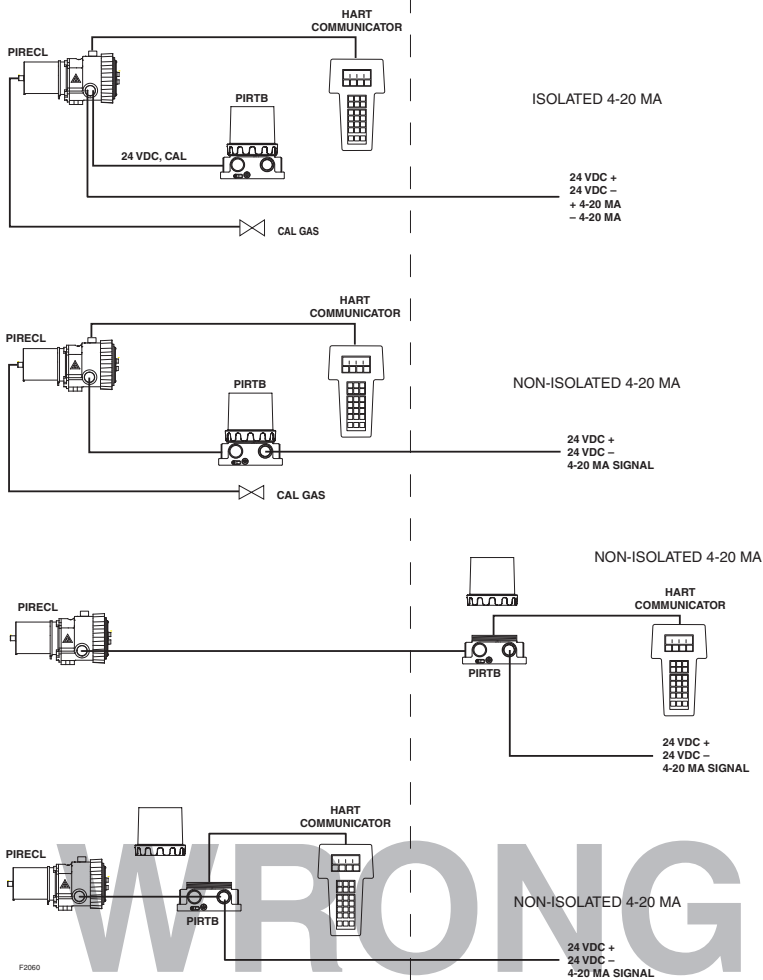 HART
COMMUNICATOR
PIRECL
PIRTB
ISOLATED 4-20 MA
24 VDC, CAL
24 VDC +
24 VDC –
+ 4-20 MA
– 4-20 MA
CAL GAS
HART
COMMUNICATOR
PIRECL
PIRTB
NON-ISOLATED 4-20 MA
24 VDC +
24 VDC –
4-20 MA SIGNAL
CAL GAS
NON-ISOLATED 4-20 MA
HART
COMMUNICATOR
PIRECL
PIRTB
24 VDC +
24 VDC –
4-20 MA SIGNAL
HART
COMMUNICATOR
PIRECL
WRONG
NON-ISOLATED 4-20 MA
PIRTB
24 VDC +
24 VDC –
4-20 MA SIGNAL
F2060